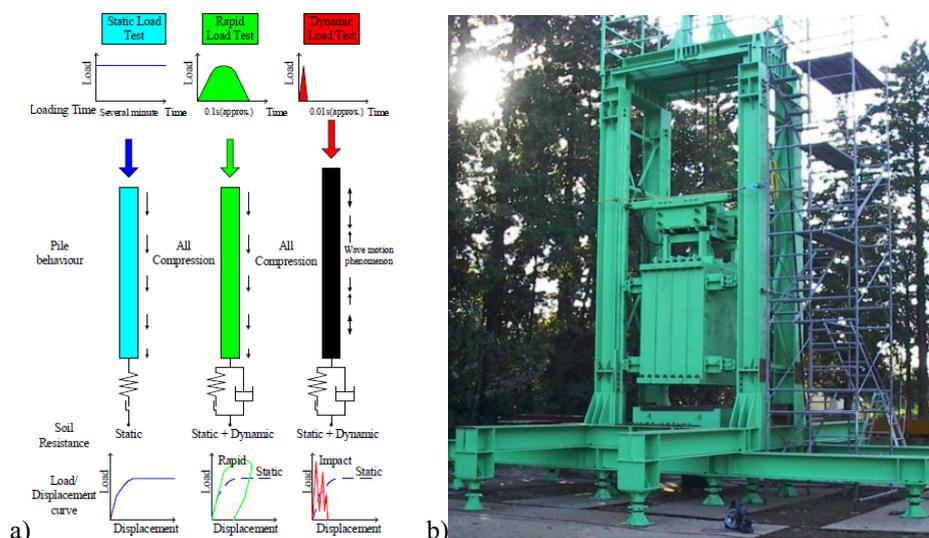 Static Load
Test
Rapid
Load Test
Dynamic
Load Test
Load
Load
Load
Loading Time
Several minute
Time
0.1s(approx.)
Time
0.01s(approx.)
Time
Pile
behaviour
All
Compression
All
Compression
Wave motion
phenomenon
Soil
Resistance
Static
Static + Dynamic
Static + Dynamic
Load/
Displacement
curve
Load
Load
Rapid
Static
Load
Impact
Static
Displacement
Displacement
Displacement
a)
b)